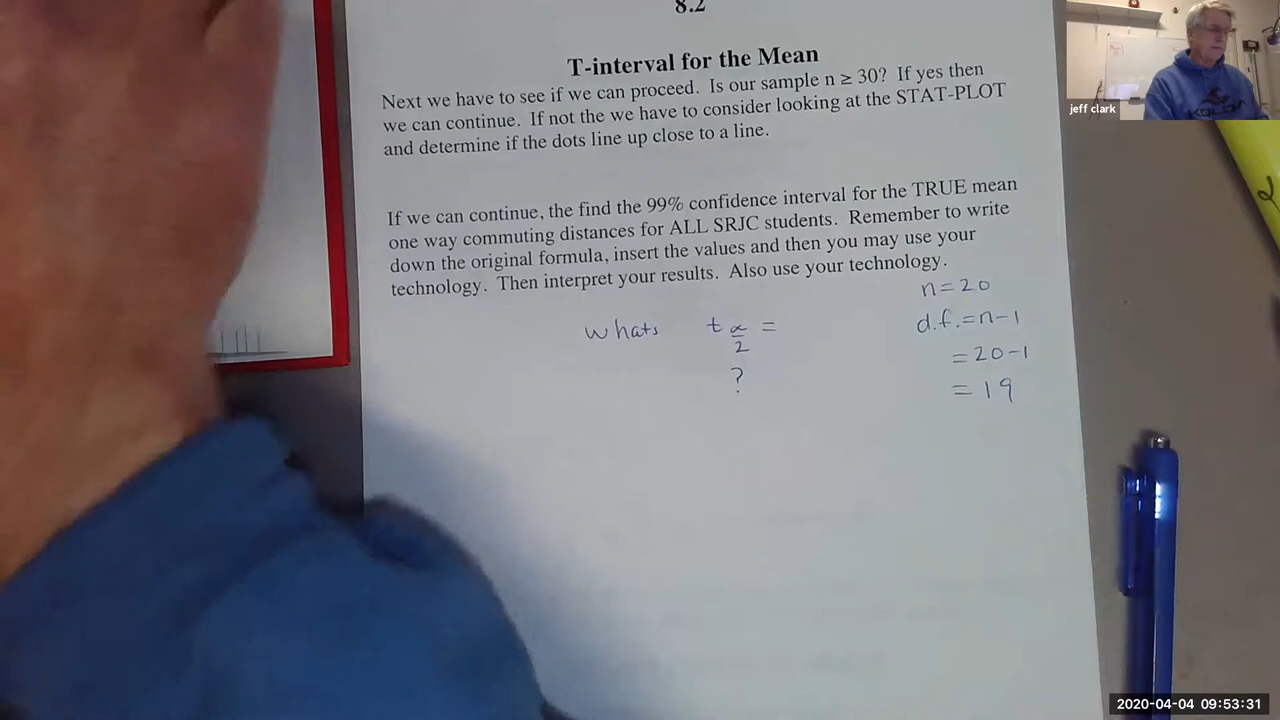 8.2
T-interval for the Mean
Next we have to see if we can proceed. Is our sample n ≥ 30? If yes then
we can continue. If not the we have to consider looking at the STAT-PLOT
and determine if the dots line up close to a line.
If we can continue, the find the 99% confidence interval for the TRUE mean
one way commuting distances for ALL SRJC students. Remember to write
down the original formula, insert the values and then you may use your
technology. Then interpret your results. Also use your technology.
n=20
whats t α/2 =
?
d.f.=n-1
=20-1
=19
jeff clark
2020-04-04 09:53:31